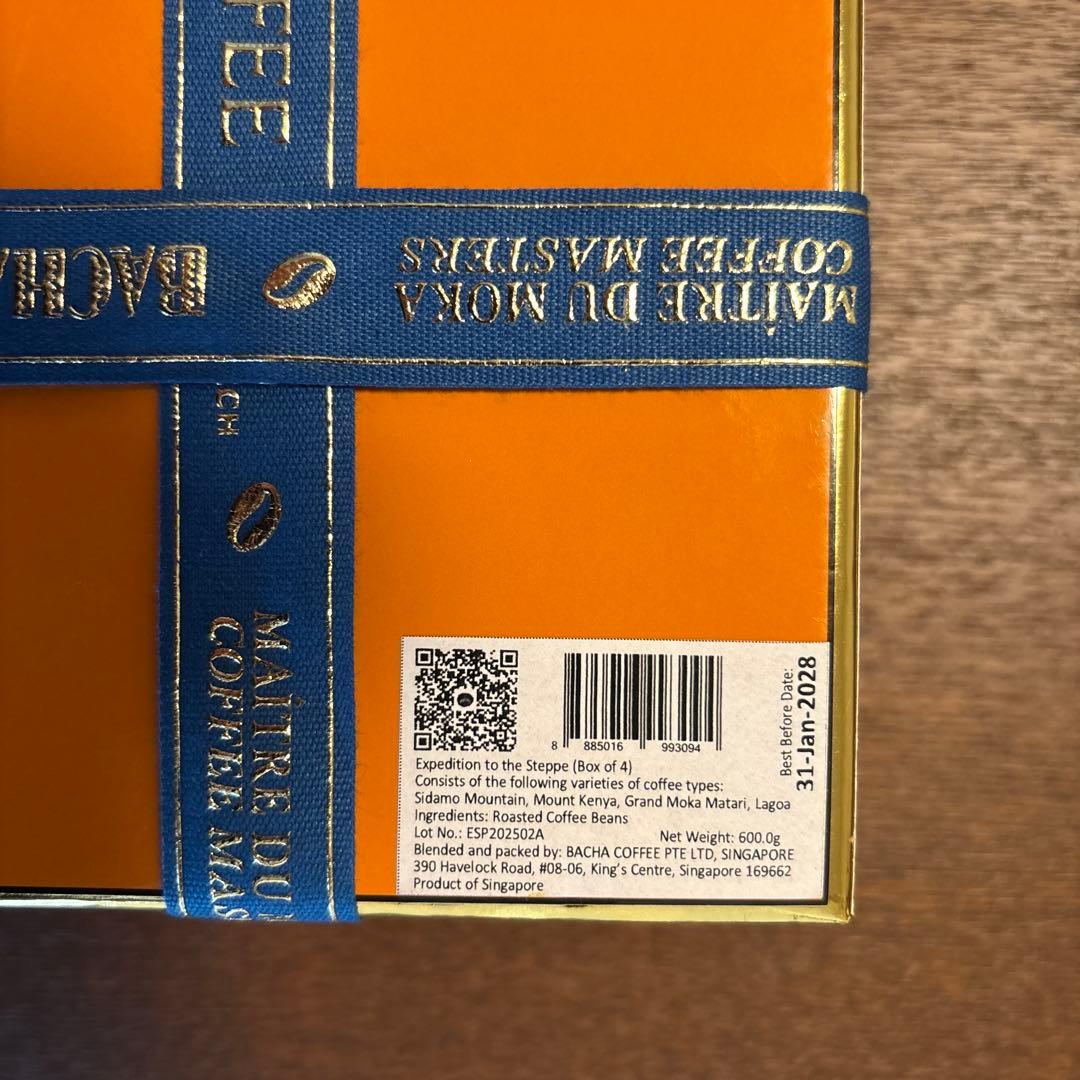 FFEE
MAÎTRE DU MOKA
COFFEE MASTERS
BACHA
CH
MAÎTRE DU
COFFEE MAS
8 885016 993094
Best Before Date:
31-Jan-2028
Expedition to the Steppe (Box of 4)
Consists of the following varieties of coffee types:
Sidamo Mountain, Mount Kenya, Grand Moka Matari, Lagoa
Ingredients: Roasted Coffee Beans
Lot No.: ESP202502A Net Weight: 600.0g
Blended and packed by: BACHA COFFEE PTE LTD, SINGAPORE
390 Havelock Road, #08-06, King's Centre, Singapore 169662
Product of Singapore